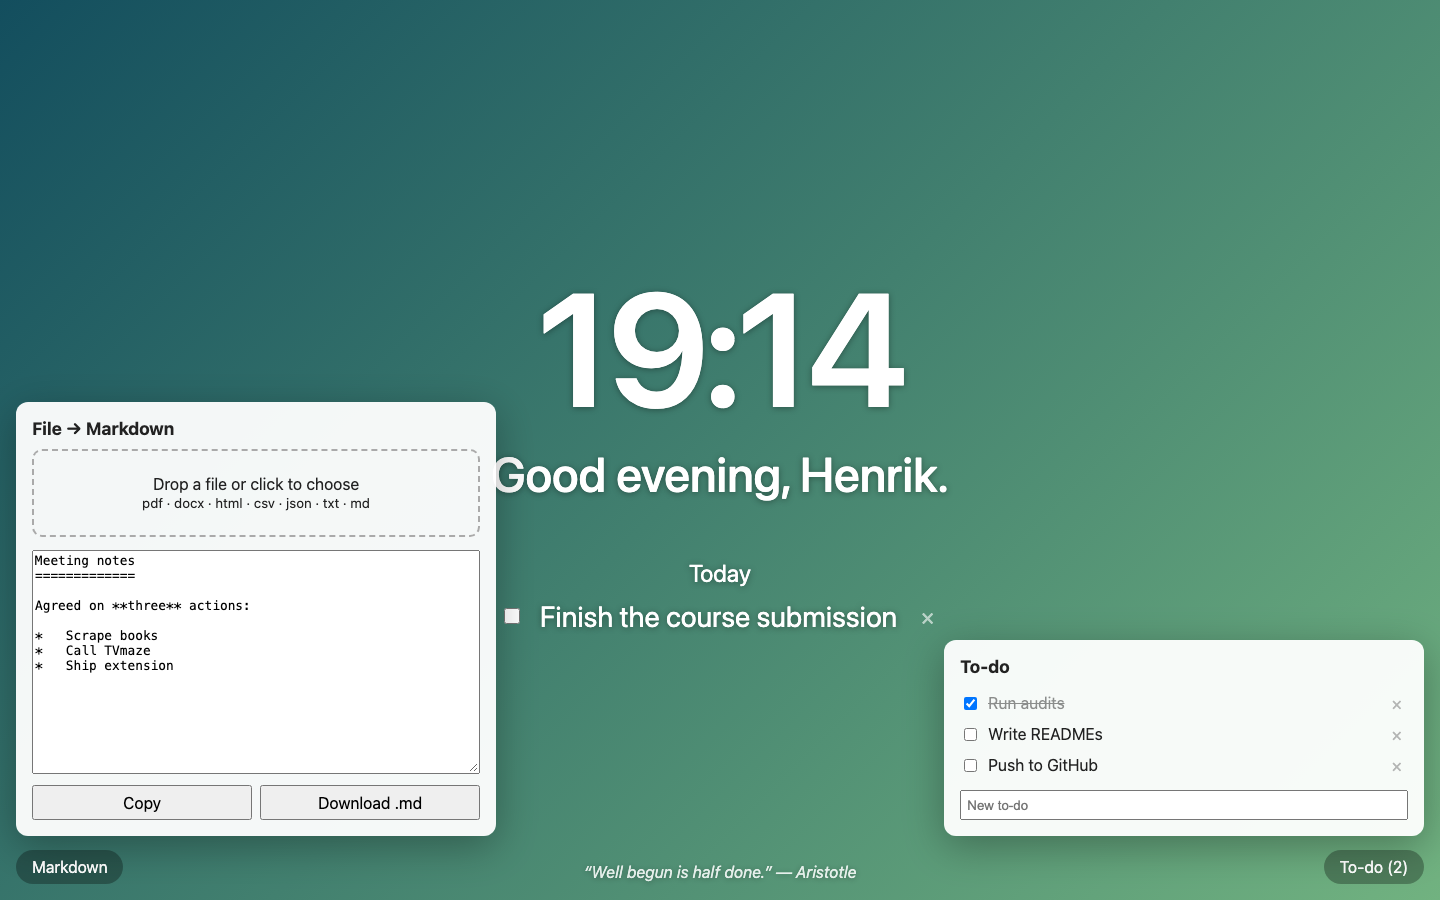 19:14
Good evening, Henrik.
Today
Finish the course submission ×
File → Markdown
Drop a file or click to choose
pdf · docx · html · csv · json · txt · md
Meeting notes
=============
Agreed on **three** actions:
*   Scrape books
*   Call TVmaze
*   Ship extension
Copy
Download .md
Markdown
To-do
Run audits ×
Write READMEs ×
Push to GitHub ×
New to-do
“Well begun is half done.” — Aristotle
To-do (2)